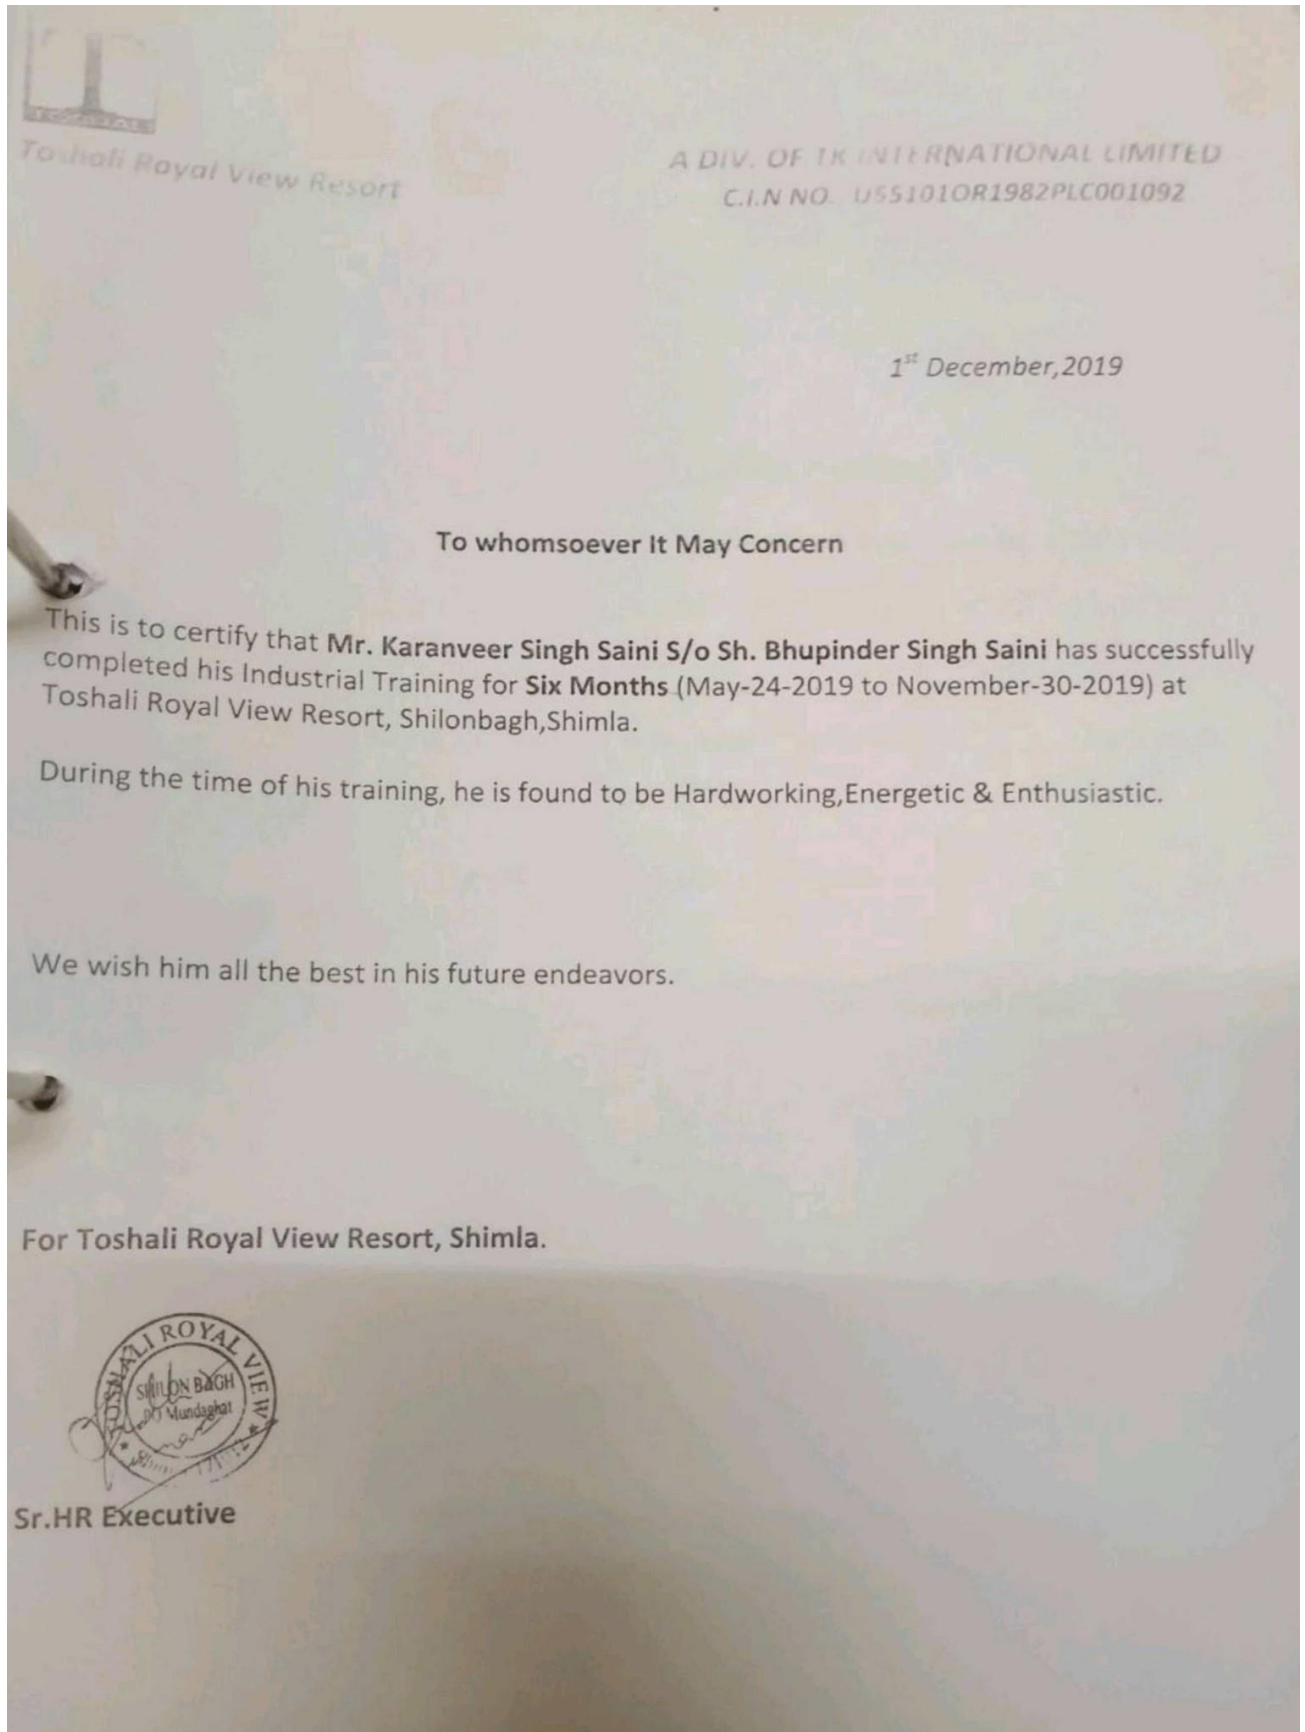 TOSHALI
Toshali Royal View Resort
A DIV. OF TK INTERNATIONAL LIMITED
C.I.N NO. U55101OR1982PLC001092
1st December,2019
To whomsoever It May Concern
This is to certify that Mr. Karanveer Singh Saini S/o Sh. Bhupinder Singh Saini has successfully
completed his Industrial Training for Six Months (May-24-2019 to November-30-2019) at
Toshali Royal View Resort, Shilonbagh,Shimla.
During the time of his training, he is found to be Hardworking,Energetic & Enthusiastic.
We wish him all the best in his future endeavors.
For Toshali Royal View Resort, Shimla.
TOSHALI ROYAL VIEW
SHILON BAGH
PO Mundaghat
Sr.HR Executive